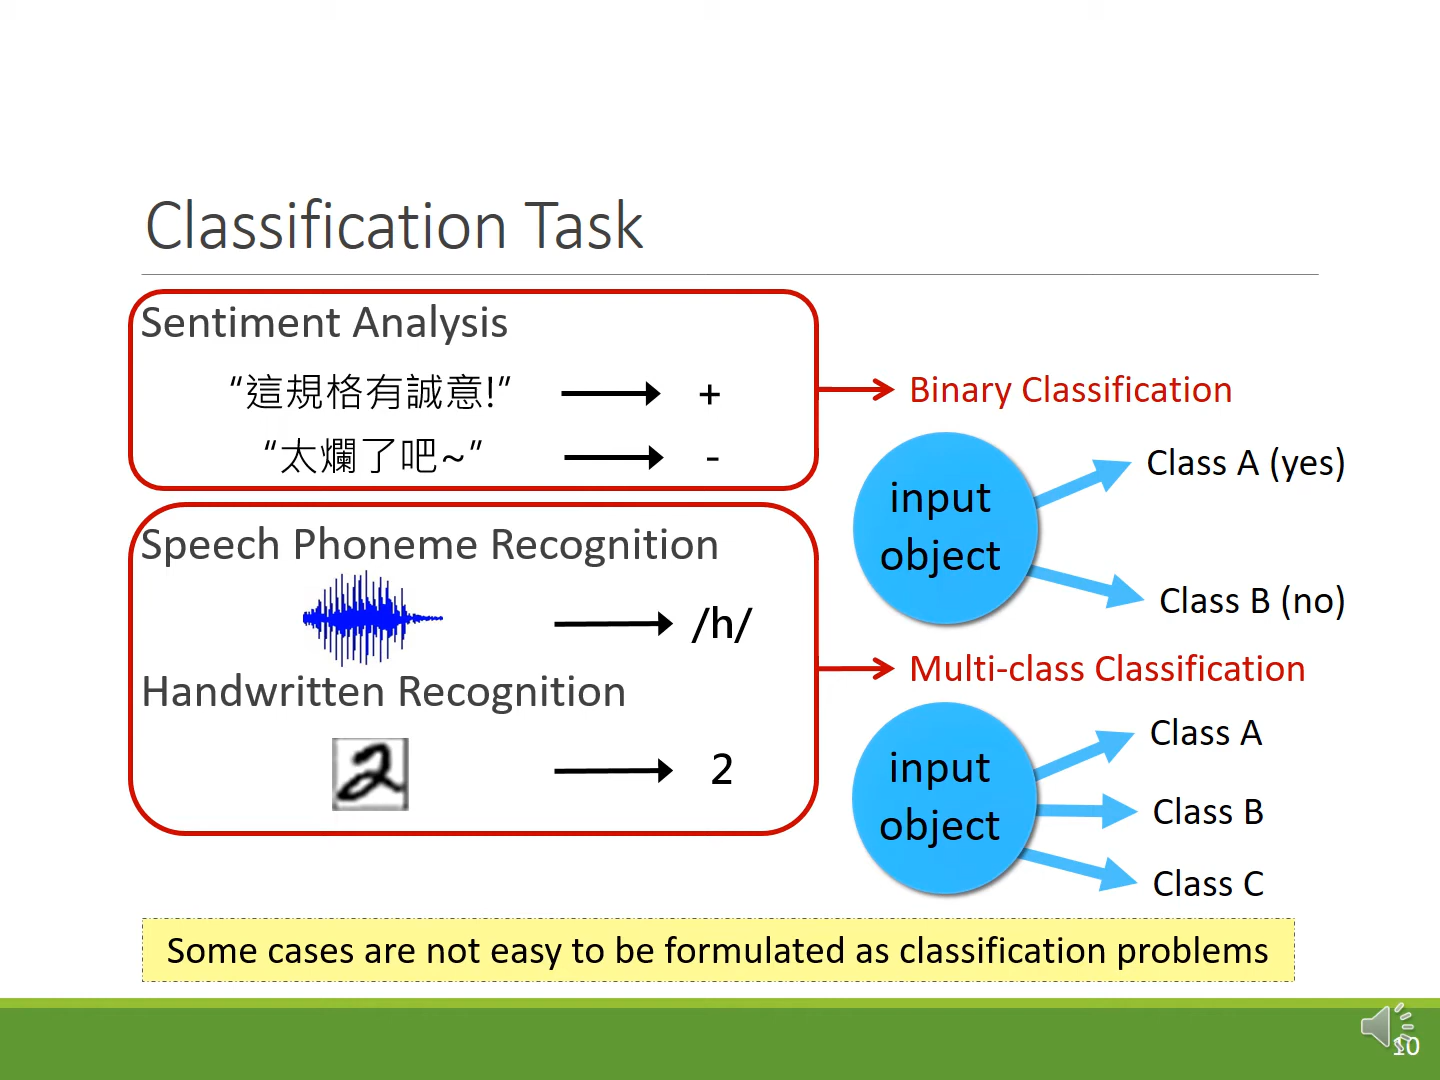 Classification Task
Sentiment Analysis
“這規格有誠意!” +
“太爛了吧~” -
Binary Classification
input
object
Class A (yes)
Class B (no)
Speech Phoneme Recognition
/h/
Handwritten Recognition
2
2
Multi-class Classification
input
object
Class A
Class B
Class C
Some cases are not easy to be formulated as classification problems
10